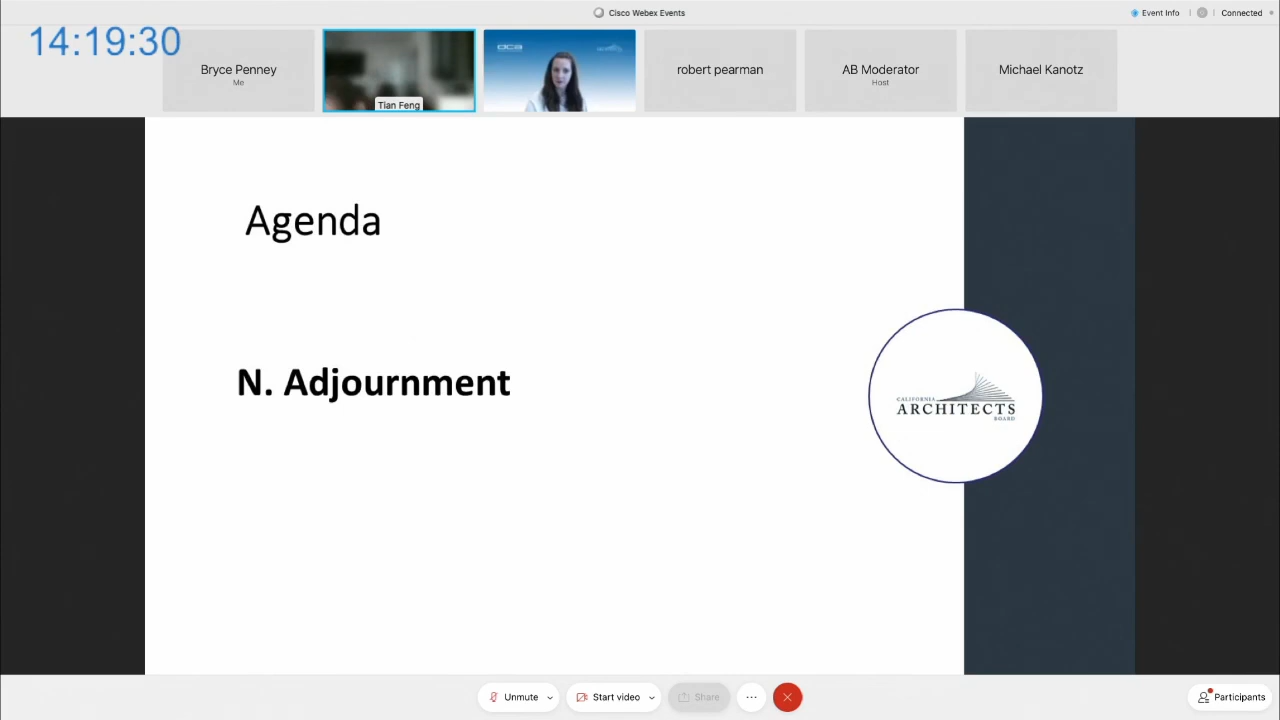 Cisco Webex Events
Event Info
Connected
14:19:30
Bryce Penney
Me
Tian Feng
DCA
robert pearman
AB Moderator
Host
Michael Kanotz
Agenda
N. Adjournment
CALIFORNIA
ARCHITECTS
BOARD
Unmute
Start video
Share
Participants